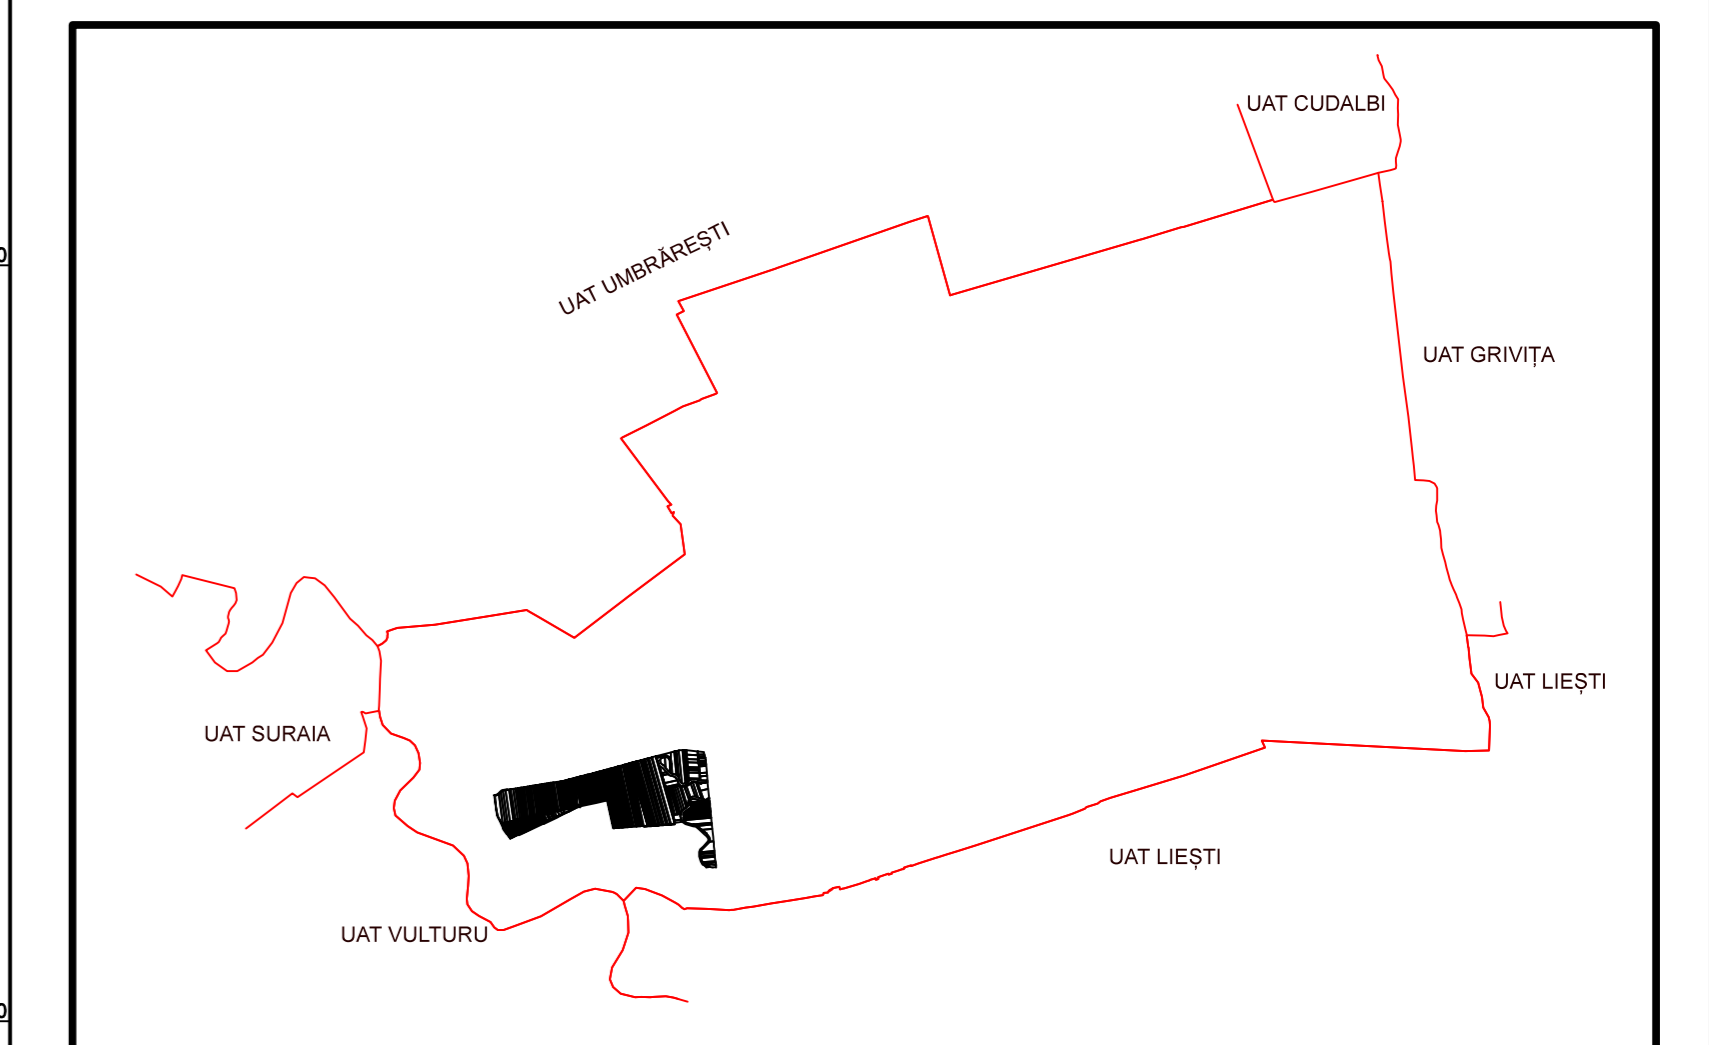 UAT CUDALBI
UAT UMBRĂREȘTI
UAT GRIVIȚA
UAT LIEȘTI
UAT SURAIA
UAT LIEȘTI
UAT VULTURU